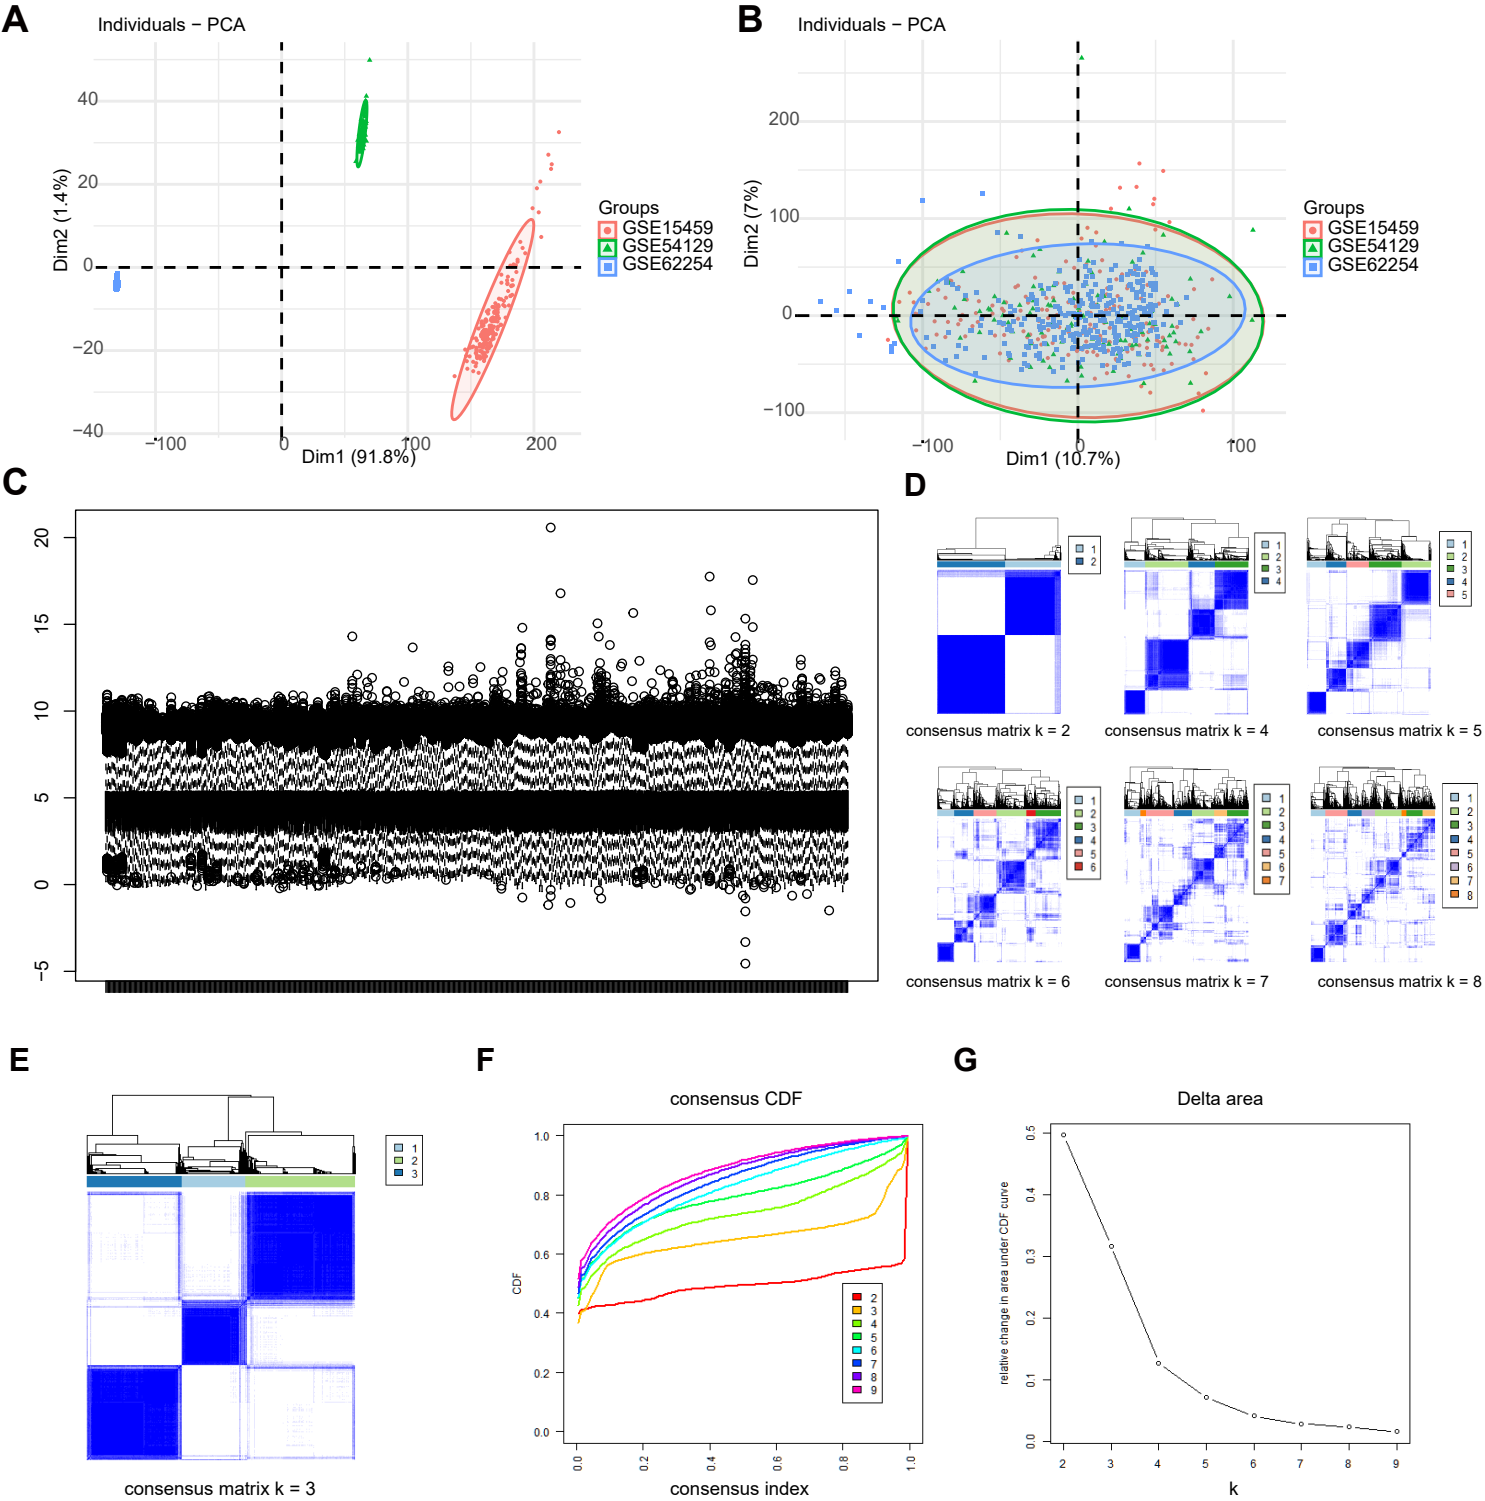 A
Individuals − PCA
40
20
0
−20
−40
−100
0
100
200
Dim2 (1.4%)
Dim1 (91.8%)
Groups
GSE15459
GSE54129
GSE62254
B
Individuals − PCA
200
100
0
−100
−100
0
100
Dim2 (7%)
Dim1 (10.7%)
Groups
GSE15459
GSE54129
GSE62254
C
20
15
10
5
0
−5
D
1
2
consensus matrix k = 2
1
2
3
4
consensus matrix k = 4
1
2
3
4
5
consensus matrix k = 5
1
2
3
4
5
6
consensus matrix k = 6
1
2
3
4
5
6
7
consensus matrix k = 7
1
2
3
4
5
6
7
8
consensus matrix k = 8
E
1
2
3
consensus matrix k = 3
F
consensus CDF
1.0
0.8
0.6
0.4
0.2
0.0
CDF
2
3
4
5
6
7
8
9
0.0
0.2
0.4
0.6
0.8
1.0
consensus index
G
Delta area
0.5
0.4
0.3
0.2
0.1
0.0
relative change in area under CDF curve
2
3
4
5
6
7
8
9
k